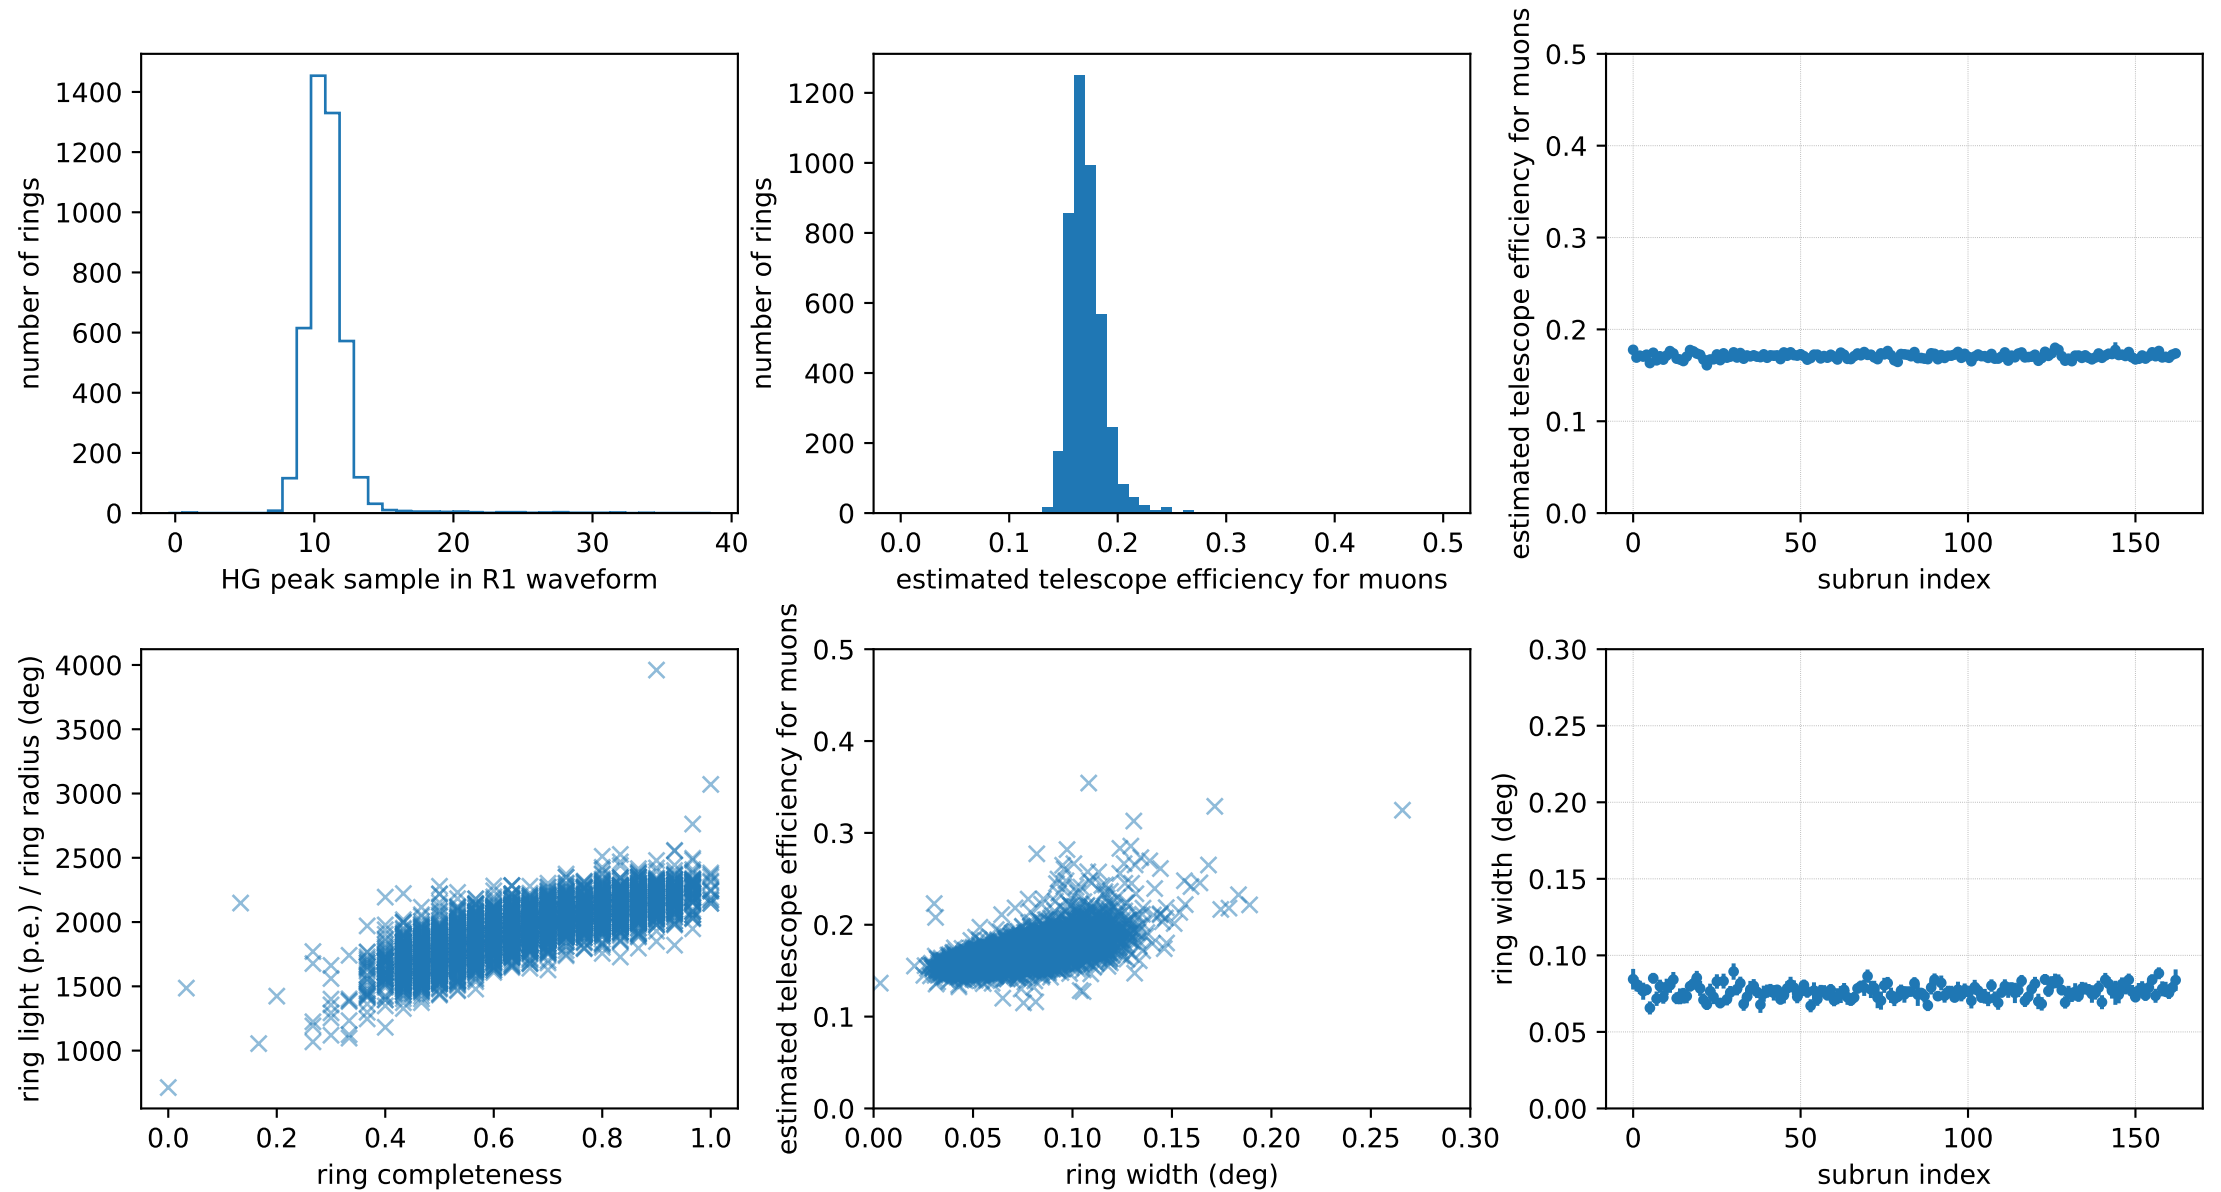 number of rings
1400
1200
1000
800
600
400
200
0
0 10 20 30 40
HG peak sample in R1 waveform
number of rings
1200
1000
800
600
400
200
0
0.0 0.1 0.2 0.3 0.4 0.5
estimated telescope efficiency for muons
estimated telescope efficiency for muons
0.5
0.4
0.3
0.2
0.1
0.0
0 50 100 150
subrun index
ring light (p.e.) / ring radius (deg)
4000
3500
3000
2500
2000
1500
1000
0.0 0.2 0.4 0.6 0.8 1.0
ring completeness
estimated telescope efficiency for muons
0.5
0.4
0.3
0.2
0.1
0.0
0.00 0.05 0.10 0.15 0.20 0.25 0.30
ring width (deg)
ring width (deg)
0.30
0.25
0.20
0.15
0.10
0.05
0.00
0 50 100 150
subrun index